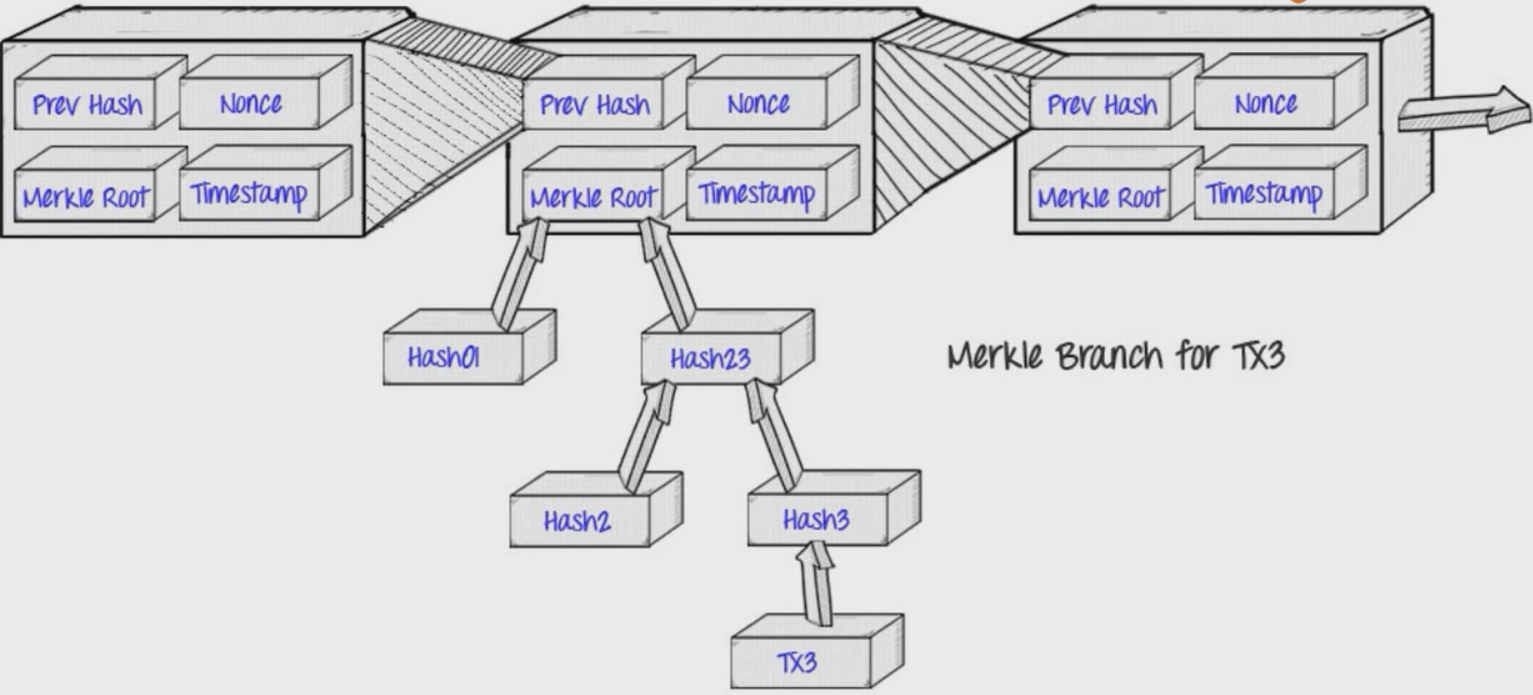 Prev Hash
Nonce
Merkle Root
Timestamp
Prev Hash
Nonce
Merkle Root
Timestamp
Prev Hash
Nonce
Merkle Root
Timestamp
Hash01
Hash23
Merkle Branch for TX3
Hash2
Hash3
TX3